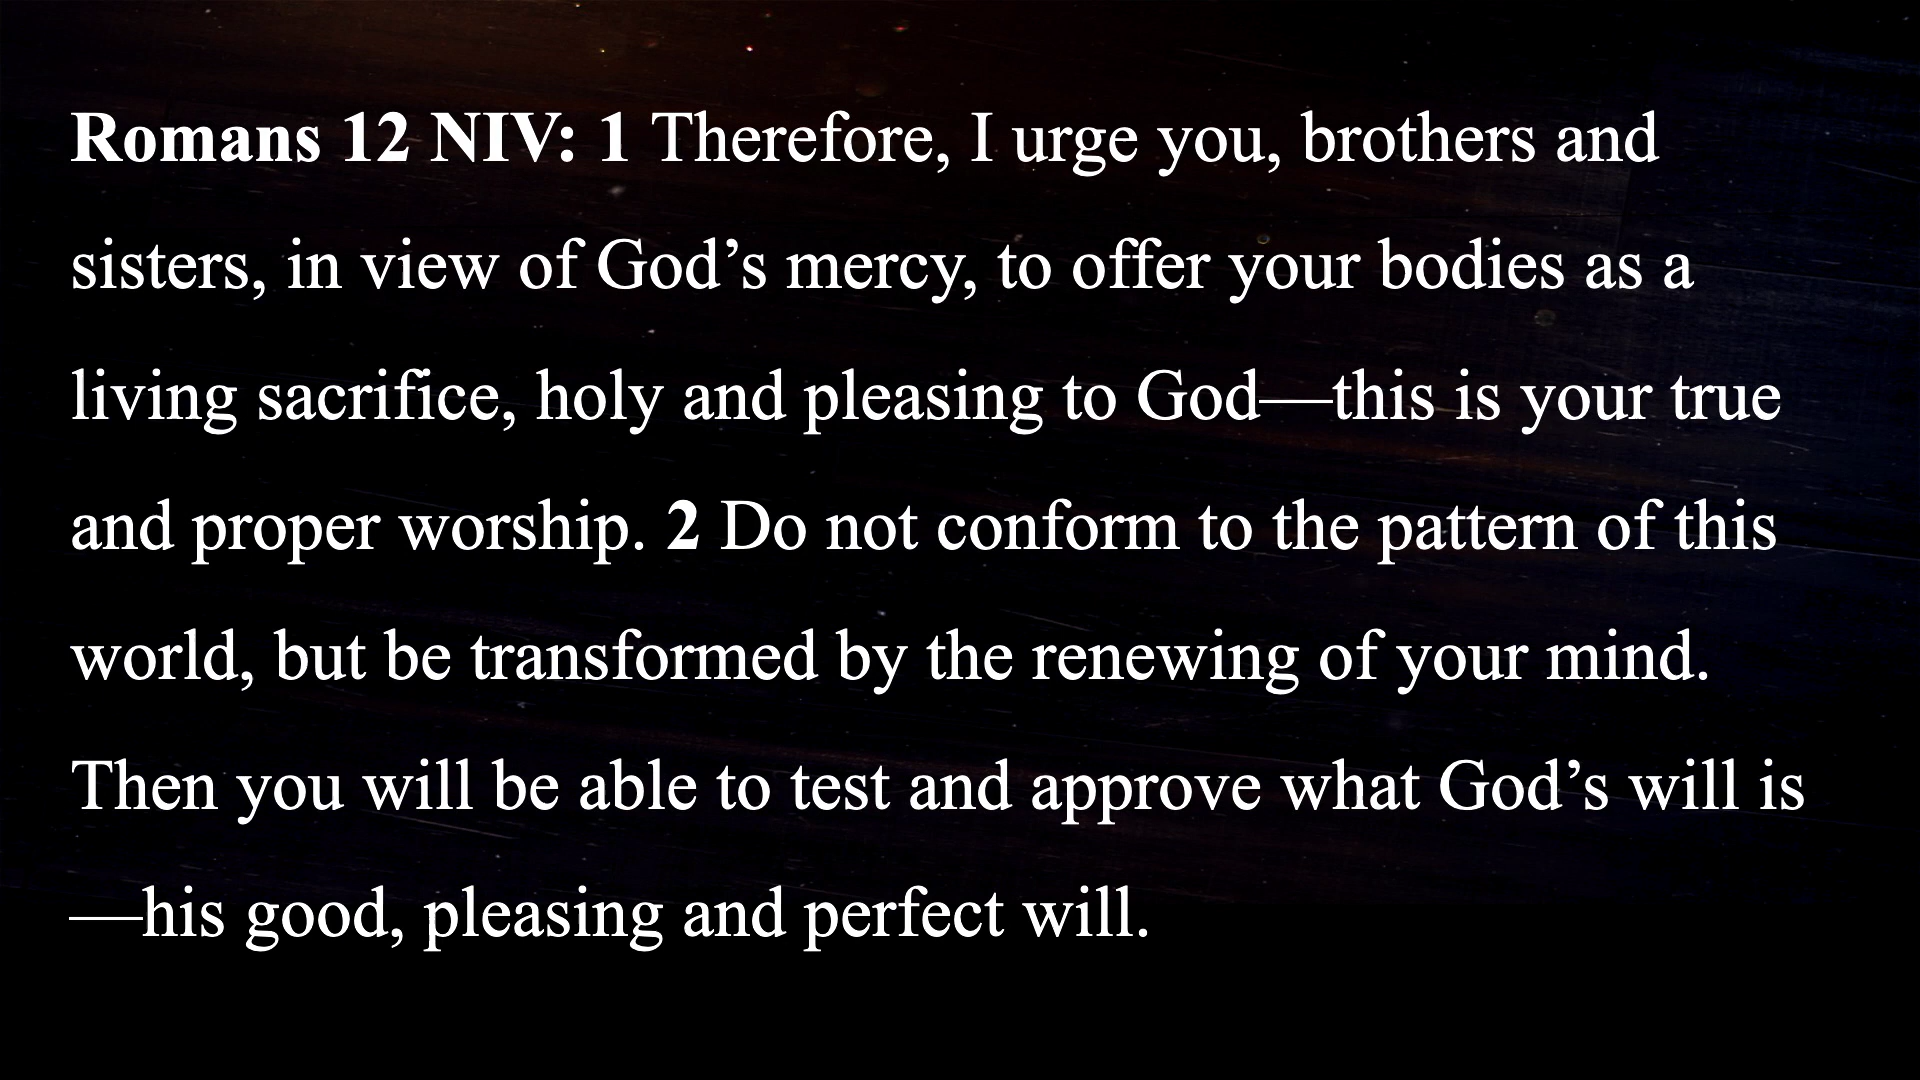 Romans 12 NIV: 1 Therefore, I urge you, brothers and
sisters, in view of God’s mercy, to offer your bodies as a
living sacrifice, holy and pleasing to God—this is your true
and proper worship. 2 Do not conform to the pattern of this
world, but be transformed by the renewing of your mind.
Then you will be able to test and approve what God’s will is
—his good, pleasing and perfect will.